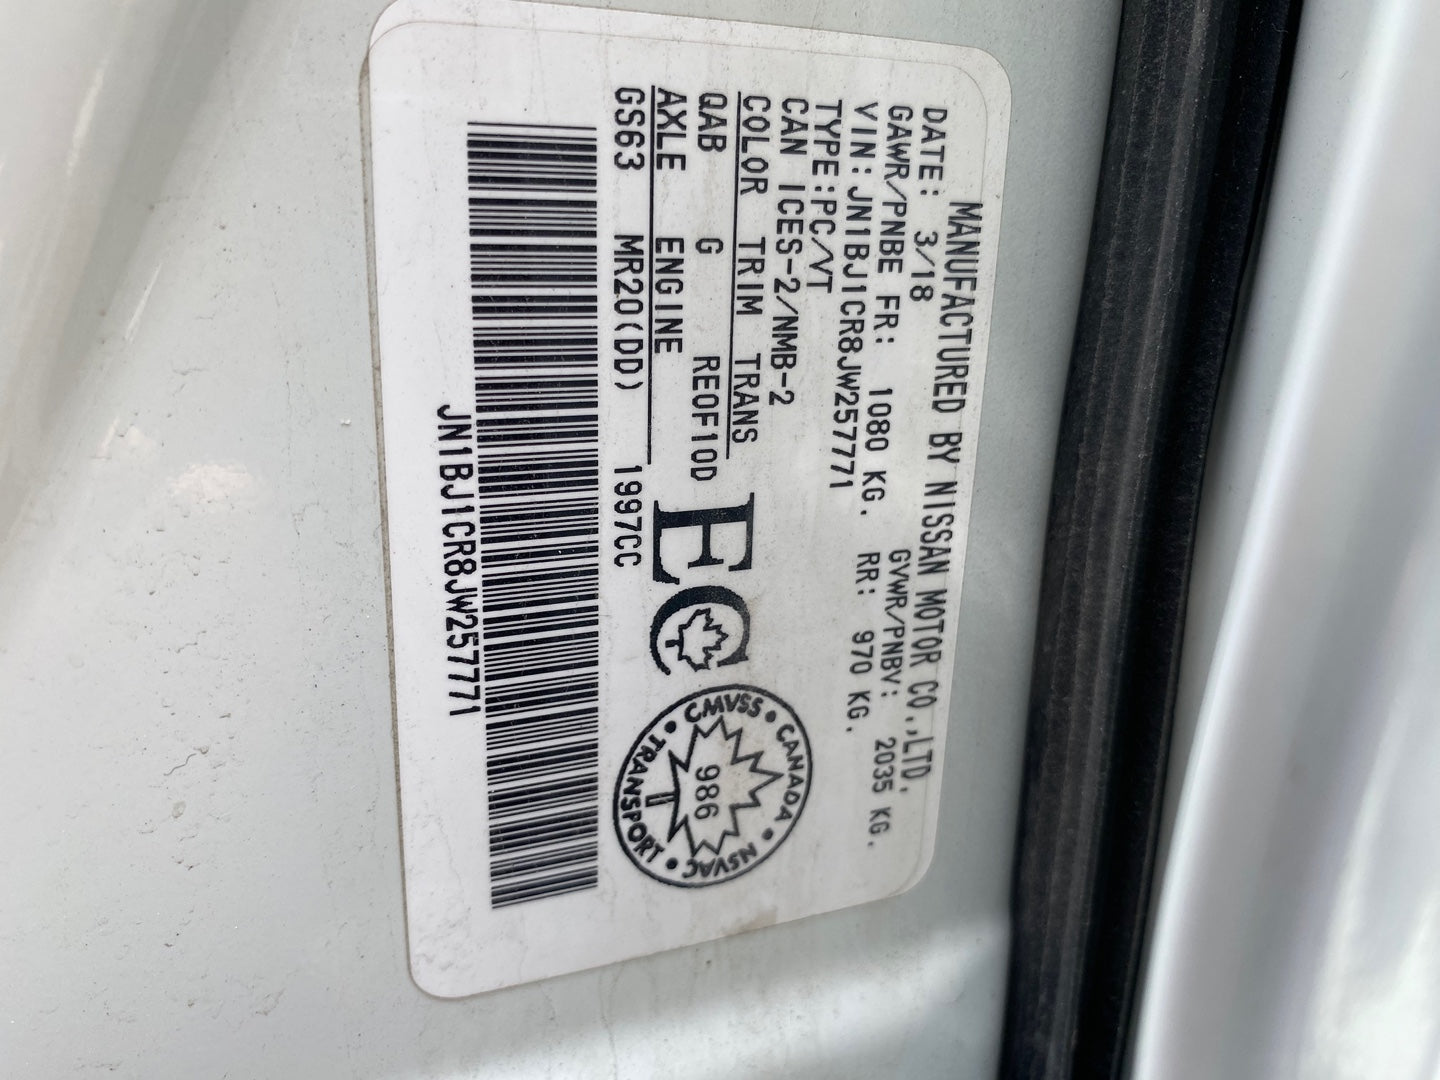 MANUFACTURED BY NISSAN MOTOR CO.,LTD.
DATE: 3/18 GVWR/PNBV: 2035 KG.
GAWR/PNBE FR: 1080 KG. RR: 970 KG.
VIN:JN1BJ1CR8JW257771
TYPE:PC/VT
CAN ICES-2/NMB-2
COLOR TRIM TRANS
QAB G RE0F10D
AXLE ENGINE
GS63 MR20(DD) 1997CC
EC
CANADA • NSVAC • TRANSPORT • CMVSS •
986
T
JN1BJ1CR8JW257771